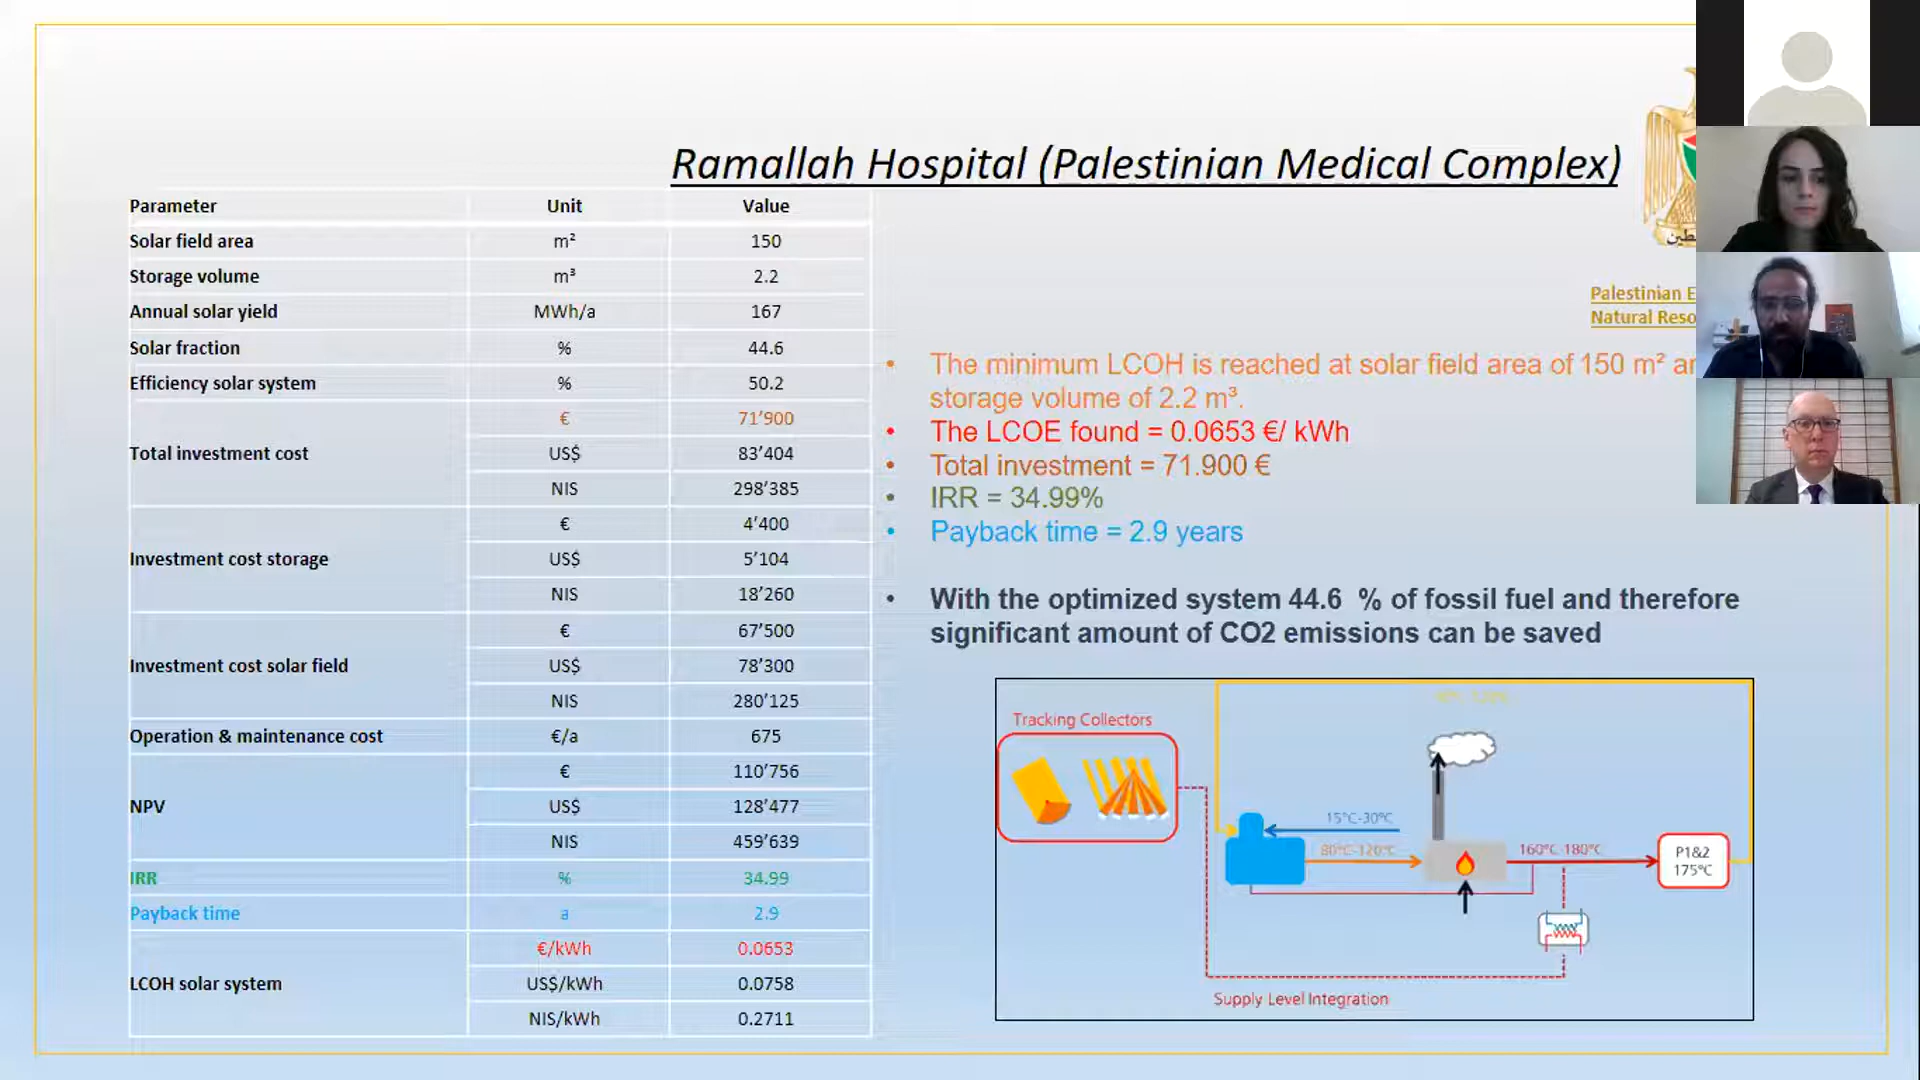 Ramallah Hospital (Palestinian Medical Complex)
Parameter Unit Value
Solar field area m² 150
Storage volume m³ 2.2
Annual solar yield MWh/a 167
Solar fraction % 44.6
Efficiency solar system % 50.2
€ 71’900
Total investment cost US$ 83’404
NIS 298’385
€ 4’400
Investment cost storage US$ 5’104
NIS 18’260
€ 67’500
Investment cost solar field US$ 78’300
NIS 280’125
Operation & maintenance cost €/a 675
€ 110’756
NPV US$ 128’477
NIS 459’639
IRR % 34.99
Payback time a 2.9
€/kWh 0.0653
LCOH solar system US$/kWh 0.0758
NIS/kWh 0.2711
Palestinian E
Natural Reso
• The minimum LCOH is reached at solar field area of 150 m²
storage volume of 2.2 m³.
• The LCOE found = 0.0653 €/ kWh
• Total investment = 71.900 €
• IRR = 34.99%
• Payback time = 2.9 years
• With the optimized system 44.6 % of fossil fuel and therefore
significant amount of CO2 emissions can be saved
Tracking Collectors
15°C-30°C
80°C-120°C
160°C-180°C
P1&2
175°C
Supply Level Integration